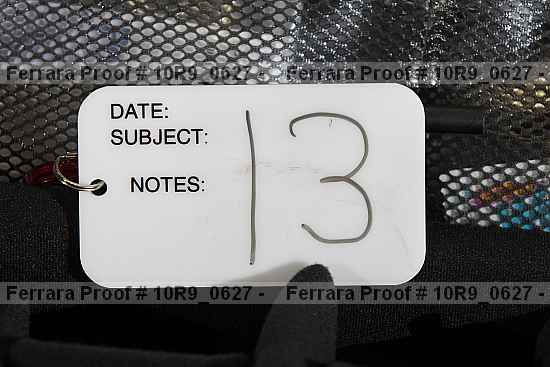 Ferrara Proof # 10R9_0627 - Ferrara Proof # 10R9_0627 -
DATE:
SUBJECT:
NOTES:
13
Ferrara Proof # 10R9_0627 - Ferrara Proof # 10R9_0627 -